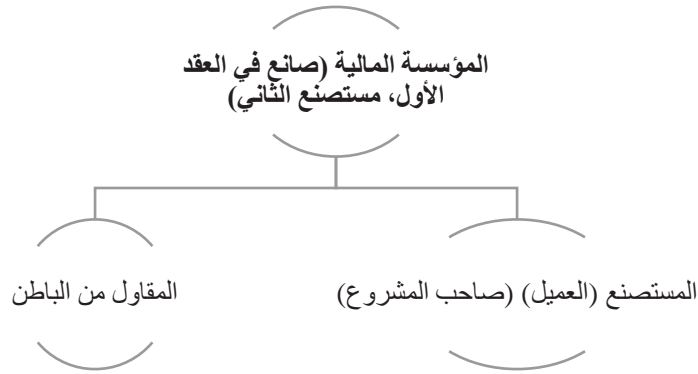 المؤسسة المالية (صانع في العقد
الأول، مستصنع الثاني)
المستصنع (العميل) (صاحب المشروع)
المقاول من الباطن